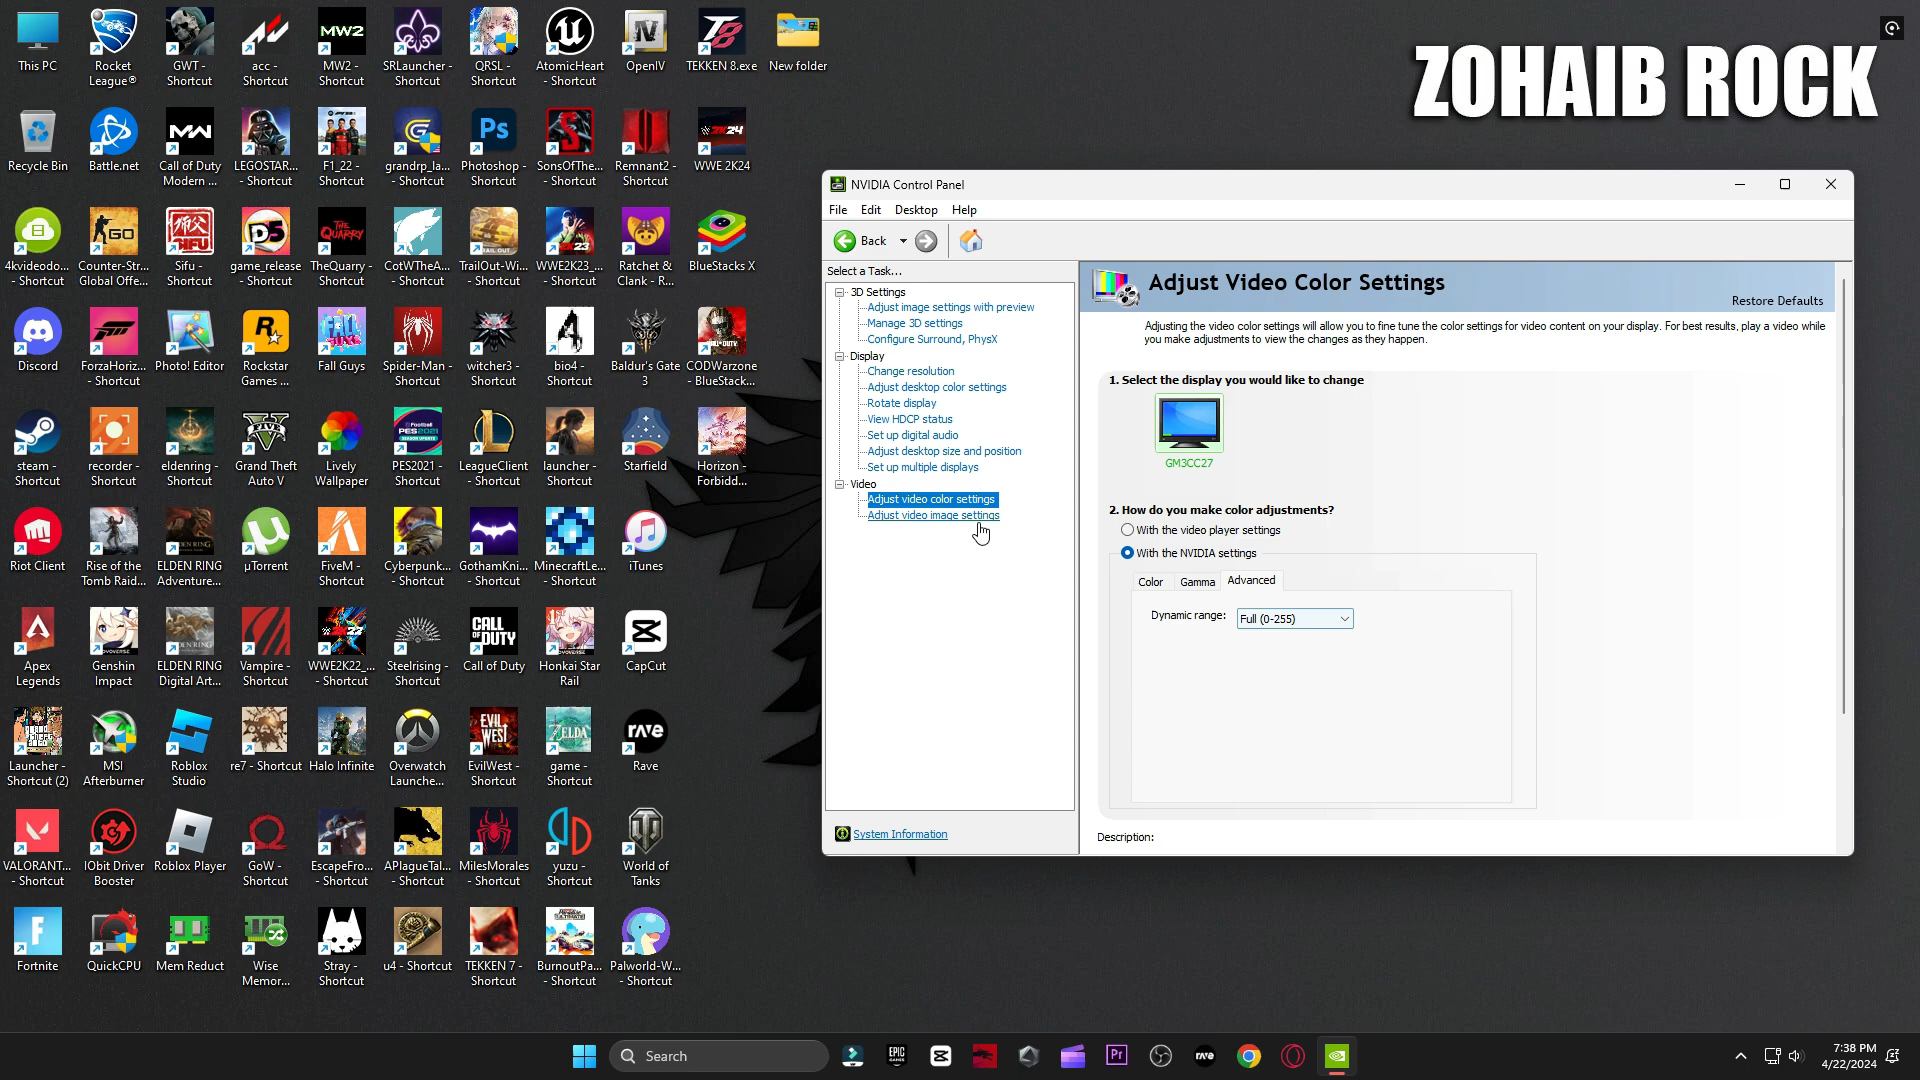 ZOHAIB ROCK
This PC
Rocket
League®
GWT -
Shortcut
acc -
Shortcut
MW2
MW2 -
Shortcut
SRLauncher -
Shortcut
QRSL -
Shortcut
AtomicHeart
- Shortcut
OpenIV
TEKKEN 8.exe
New folder
Recycle Bin
Battle.net
Call of Duty
Modern ...
LEGOSTAR...
- Shortcut
F1_22 -
Shortcut
grandrp_la...
- Shortcut
Ps
Photoshop -
Shortcut
SonsOfThe...
- Shortcut
Remnant2 -
Shortcut
2K24
WWE 2K24
4kvideodo...
- Shortcut
GO
Counter-Str...
Global Offe...
Sifu -
Shortcut
game_release
- Shortcut
TheQuarry -
Shortcut
CotWTheA...
- Shortcut
TrailOut-Wi...
- Shortcut
WWE2K23_...
- Shortcut
Ratchet &
Clank - R...
BlueStacks X
Discord
ForzaHoriz...
- Shortcut
Photo! Editor
Rockstar
Games ...
Fall Guys
Spider-Man -
Shortcut
witcher3 -
Shortcut
bio4 -
Shortcut
Baldur's Gate
3
CODWarzone
- BlueStack...
steam -
Shortcut
recorder -
Shortcut
eldenring -
Shortcut
Grand Theft
Auto V
Lively
Wallpaper
PES2021 -
Shortcut
LeagueClient
- Shortcut
launcher -
Shortcut
Starfield
Horizon -
Forbidd...
Riot Client
Rise of the
Tomb Raid...
ELDEN RING
Adventure...
µTorrent
FiveM -
Shortcut
Cyberpunk...
- Shortcut
GothamKni...
- Shortcut
MinecraftLe...
- Shortcut
iTunes
Apex
Legends
Genshin
Impact
ELDEN RING
Digital Art...
Vampire -
Shortcut
WWE2K22_...
- Shortcut
Steelrising -
Shortcut
CALL OF
DUTY
Call of Duty
Honkai Star
Rail
CapCut
Launcher -
Shortcut (2)
MSI
Afterburner
Roblox
Studio
re7 - Shortcut
Halo Infinite
Overwatch
Launche...
EVIL
WEST
EvilWest -
Shortcut
ZELDA
game -
Shortcut
rave
Rave
VALORANT...
- Shortcut
IObit Driver
Booster
Roblox Player
GoW -
Shortcut
EscapeFro...
- Shortcut
APlagueTal...
- Shortcut
MilesMorales
- Shortcut
yuzu -
Shortcut
World of
Tanks
Fortnite
QuickCPU
Mem Reduct
Wise
Memor...
Stray -
Shortcut
u4 - Shortcut
TEKKEN 7 -
Shortcut
BurnoutPa...
- Shortcut
Palworld-W...
- Shortcut
NVIDIA Control Panel
File Edit Desktop Help
Back
Select a Task...
3D Settings
Adjust image settings with preview
Manage 3D settings
Configure Surround, PhysX
Display
Change resolution
Adjust desktop color settings
Rotate display
View HDCP status
Set up digital audio
Adjust desktop size and position
Set up multiple displays
Video
Adjust video color settings
Adjust video image settings
System Information
Adjust Video Color Settings
Restore Defaults
Adjusting the video color settings will allow you to fine tune the color settings for video content on your display. For best results, play a video while
you make adjustments to view the changes as they happen.
1. Select the display you would like to change
GM3CC27
2. How do you make color adjustments?
With the video player settings
With the NVIDIA settings
Color Gamma Advanced
Dynamic range: Full (0-255)
Description:
Search
EPIC
GAMES
Pr
rave
7:38 PM
4/22/2024